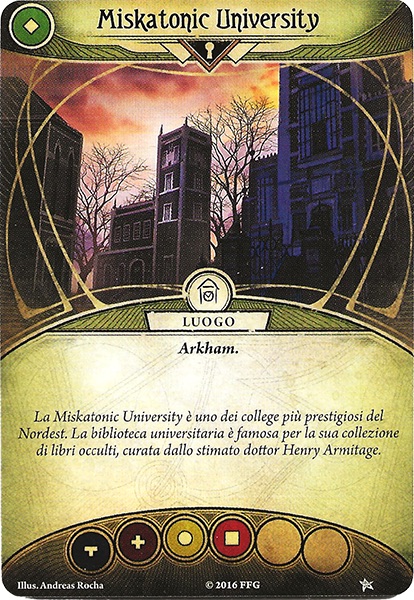 Miskatonic University
LUOGO
Arkham.
La Miskatonic University è uno dei college più prestigiosi del
Nordest. La biblioteca universitaria è famosa per la sua collezione
di libri occulti, curata dallo stimato dottor Henry Armitage.
Illus. Andreas Rocha
© 2016 FFG